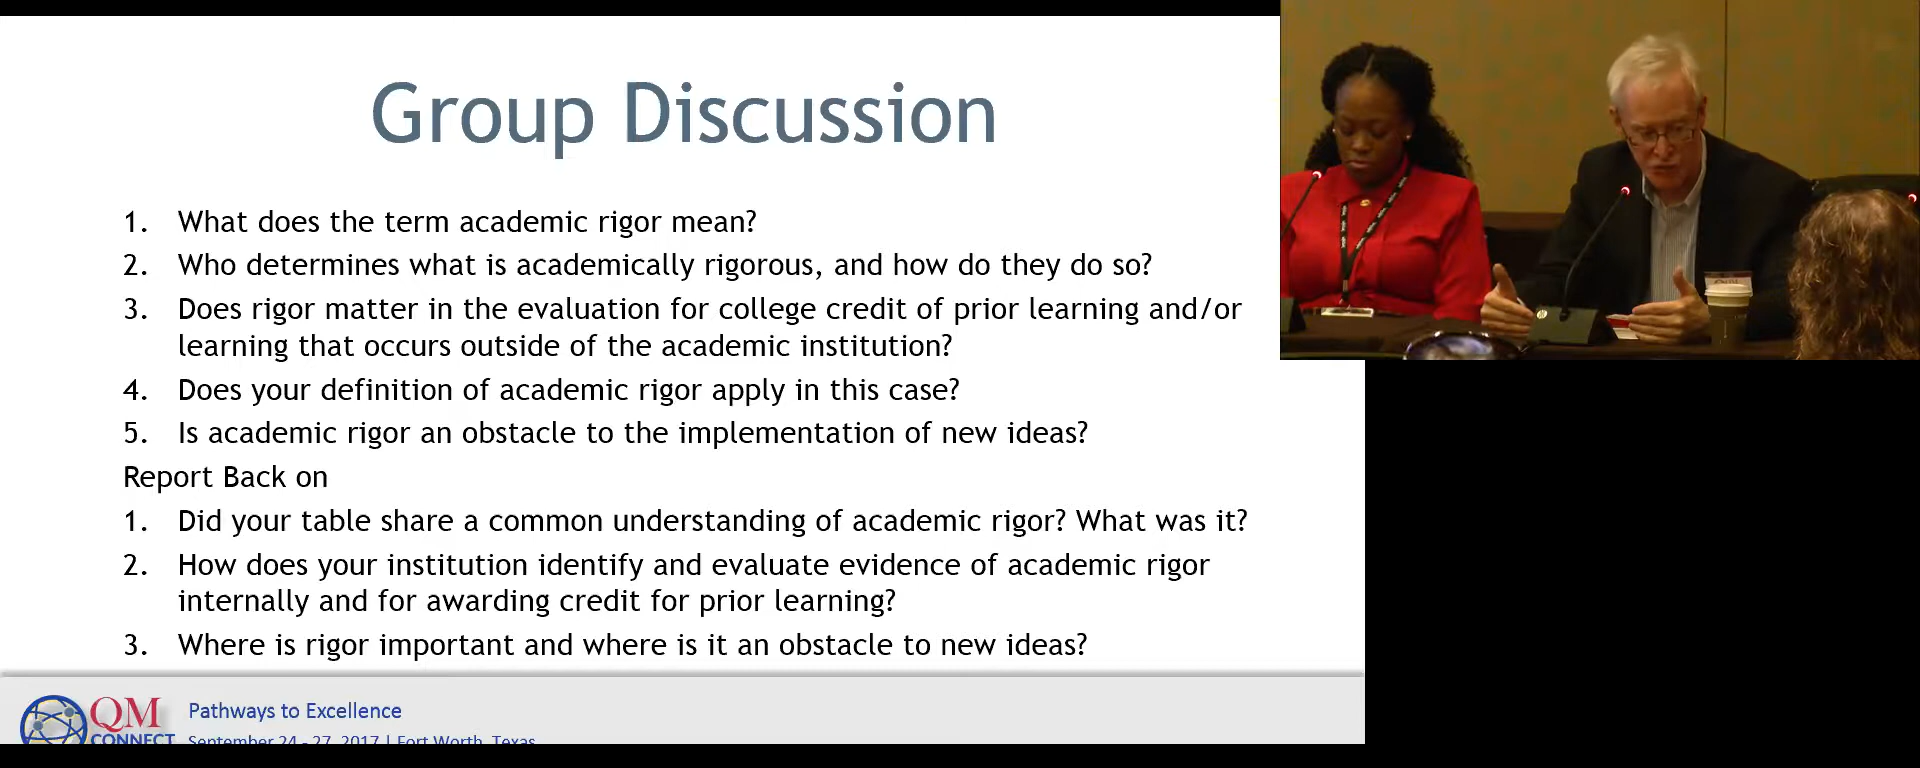 Group Discussion
1. What does the term academic rigor mean?
2. Who determines what is academically rigorous, and how do they do so?
3. Does rigor matter in the evaluation for college credit of prior learning and/or
learning that occurs outside of the academic institution?
4. Does your definition of academic rigor apply in this case?
5. Is academic rigor an obstacle to the implementation of new ideas?
Report Back on
1. Did your table share a common understanding of academic rigor? What was it?
2. How does your institution identify and evaluate evidence of academic rigor
internally and for awarding credit for prior learning?
3. Where is rigor important and where is it an obstacle to new ideas?
QM
CONNECT
Pathways to Excellence
September 24 - 27, 2017 | Fort Worth, Texas